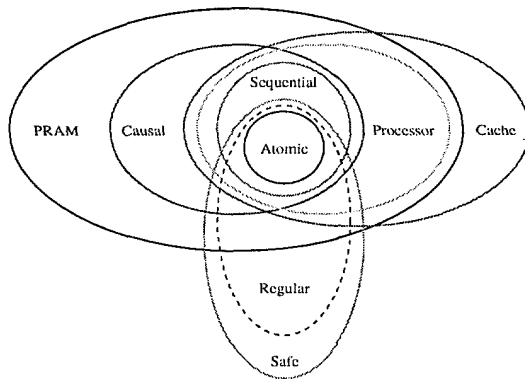 Sequential
PRAM
Causal
Processor
Cache
Atomic
Regular
Safe